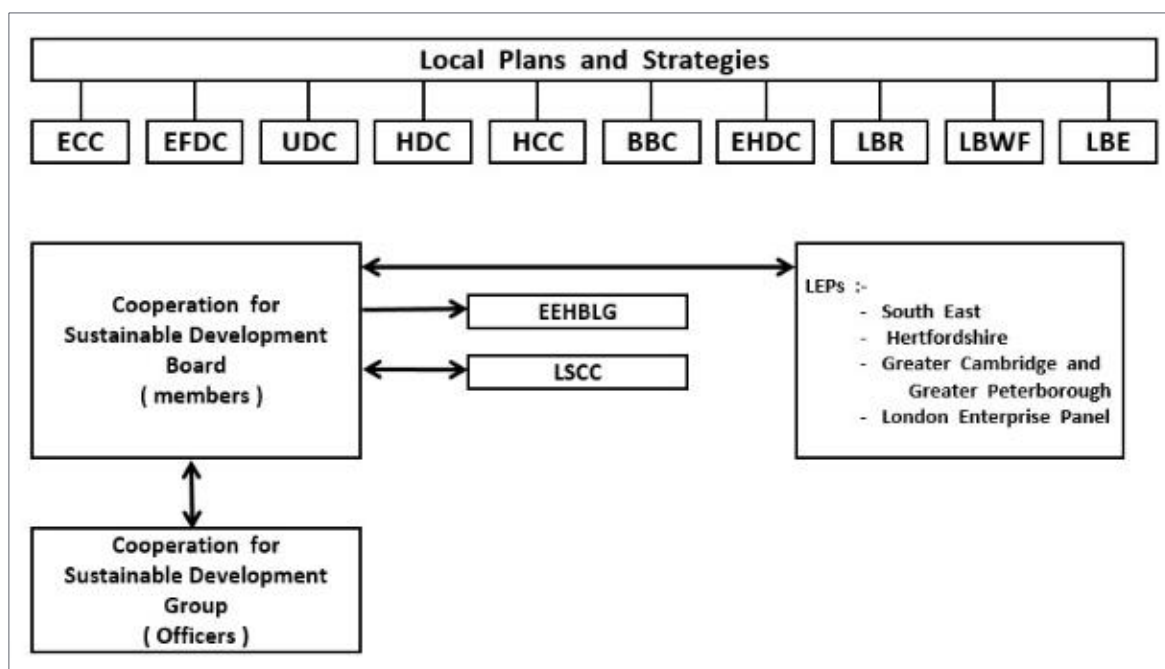 Local Plans and Strategies
ECC
EFDC
UDC
HDC
HCC
BBC
EHDC
LBR
LBWF
LBE
Cooperation for
Sustainable Development
Board
( members )
EEHBLG
LSCC
LEPs :-
- South East
- Hertfordshire
- Greater Cambridge and
Greater Peterborough
- London Enterprise Panel
Cooperation for
Sustainable Development
Group
( Officers )